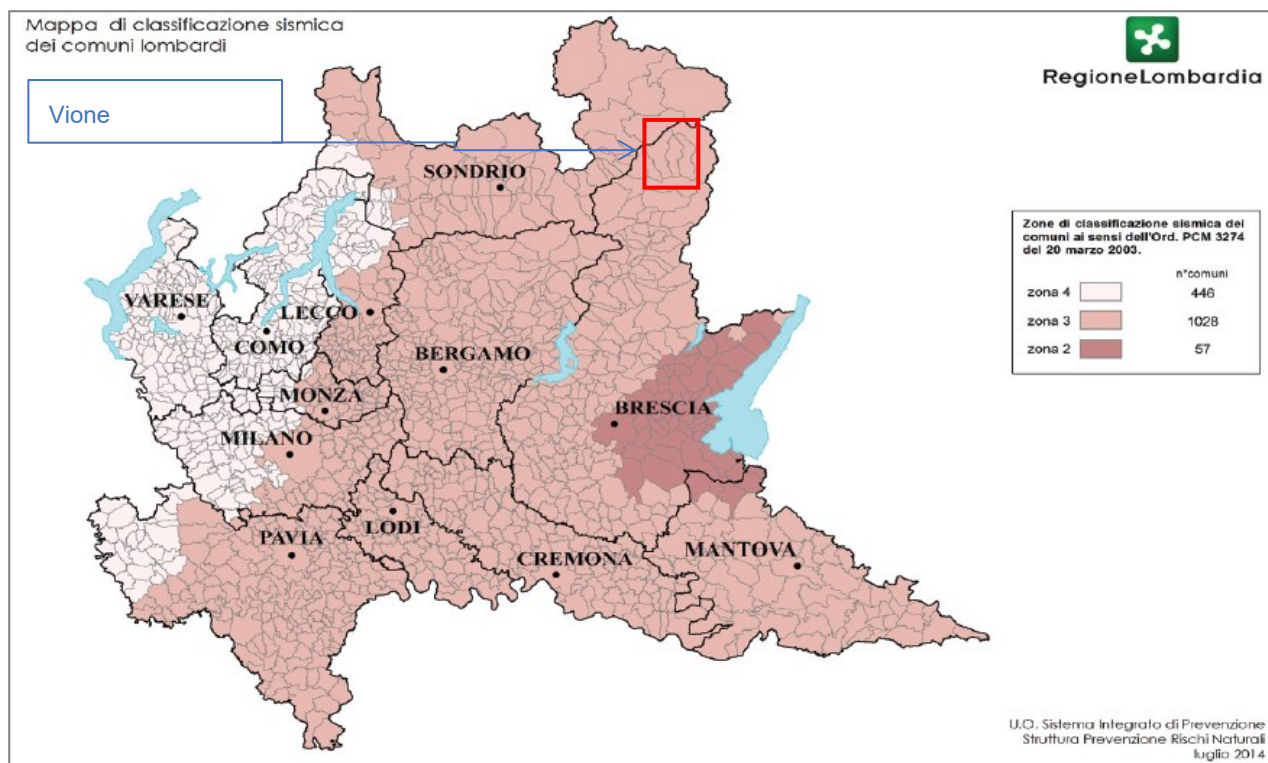 Mappa di classificazione sismica
dei comuni lombardi
RegioneLombardia
Vione
SONDRIO
Zone di classificazione sismica dei
comuni ai sensi dell'Ord. PCM 3274
del 20 marzo 2003.
n°comuni
zona 4 446
zona 3 1028
zona 2 57
VARESE
LECCO
COMO
BERGAMO
MONZA
BRESCIA
MILANO
LODI
PAVIA
CREMONA
MANTOVA
U.O. Sistema Integrato di Prevenzione
Struttura Prevenzione Rischi Naturali
luglio 2014